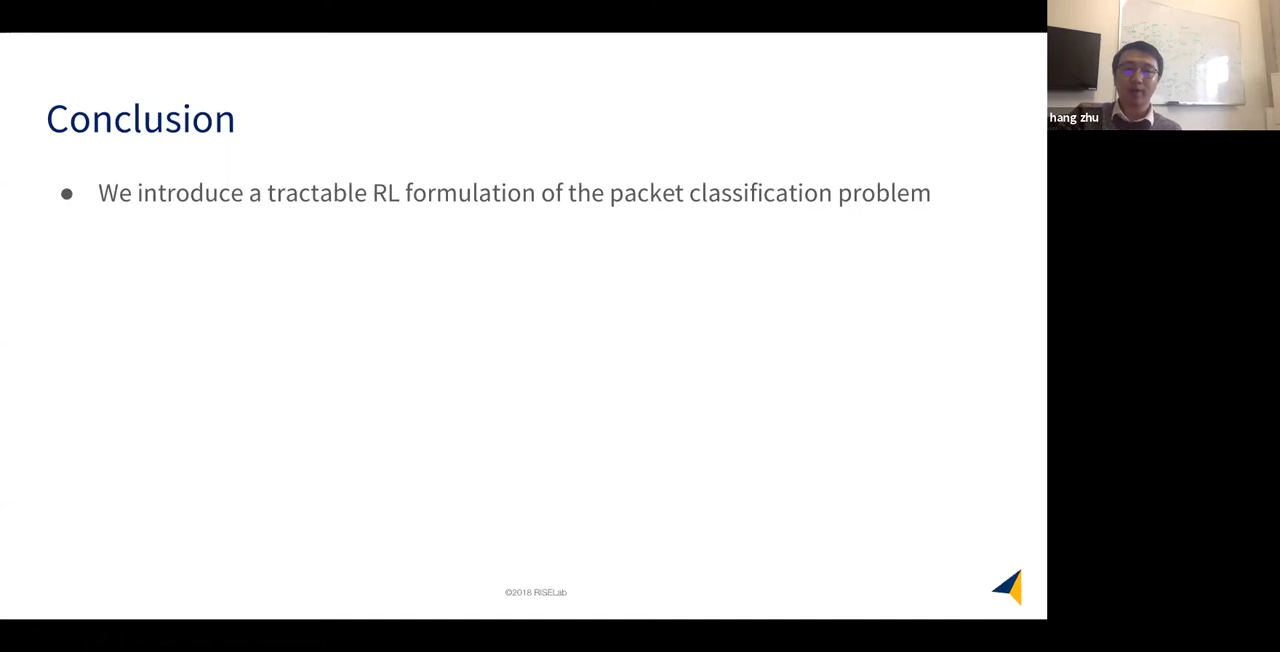 Conclusion
● We introduce a tractable RL formulation of the packet classification problem
©2018 RISELab
hang zhu